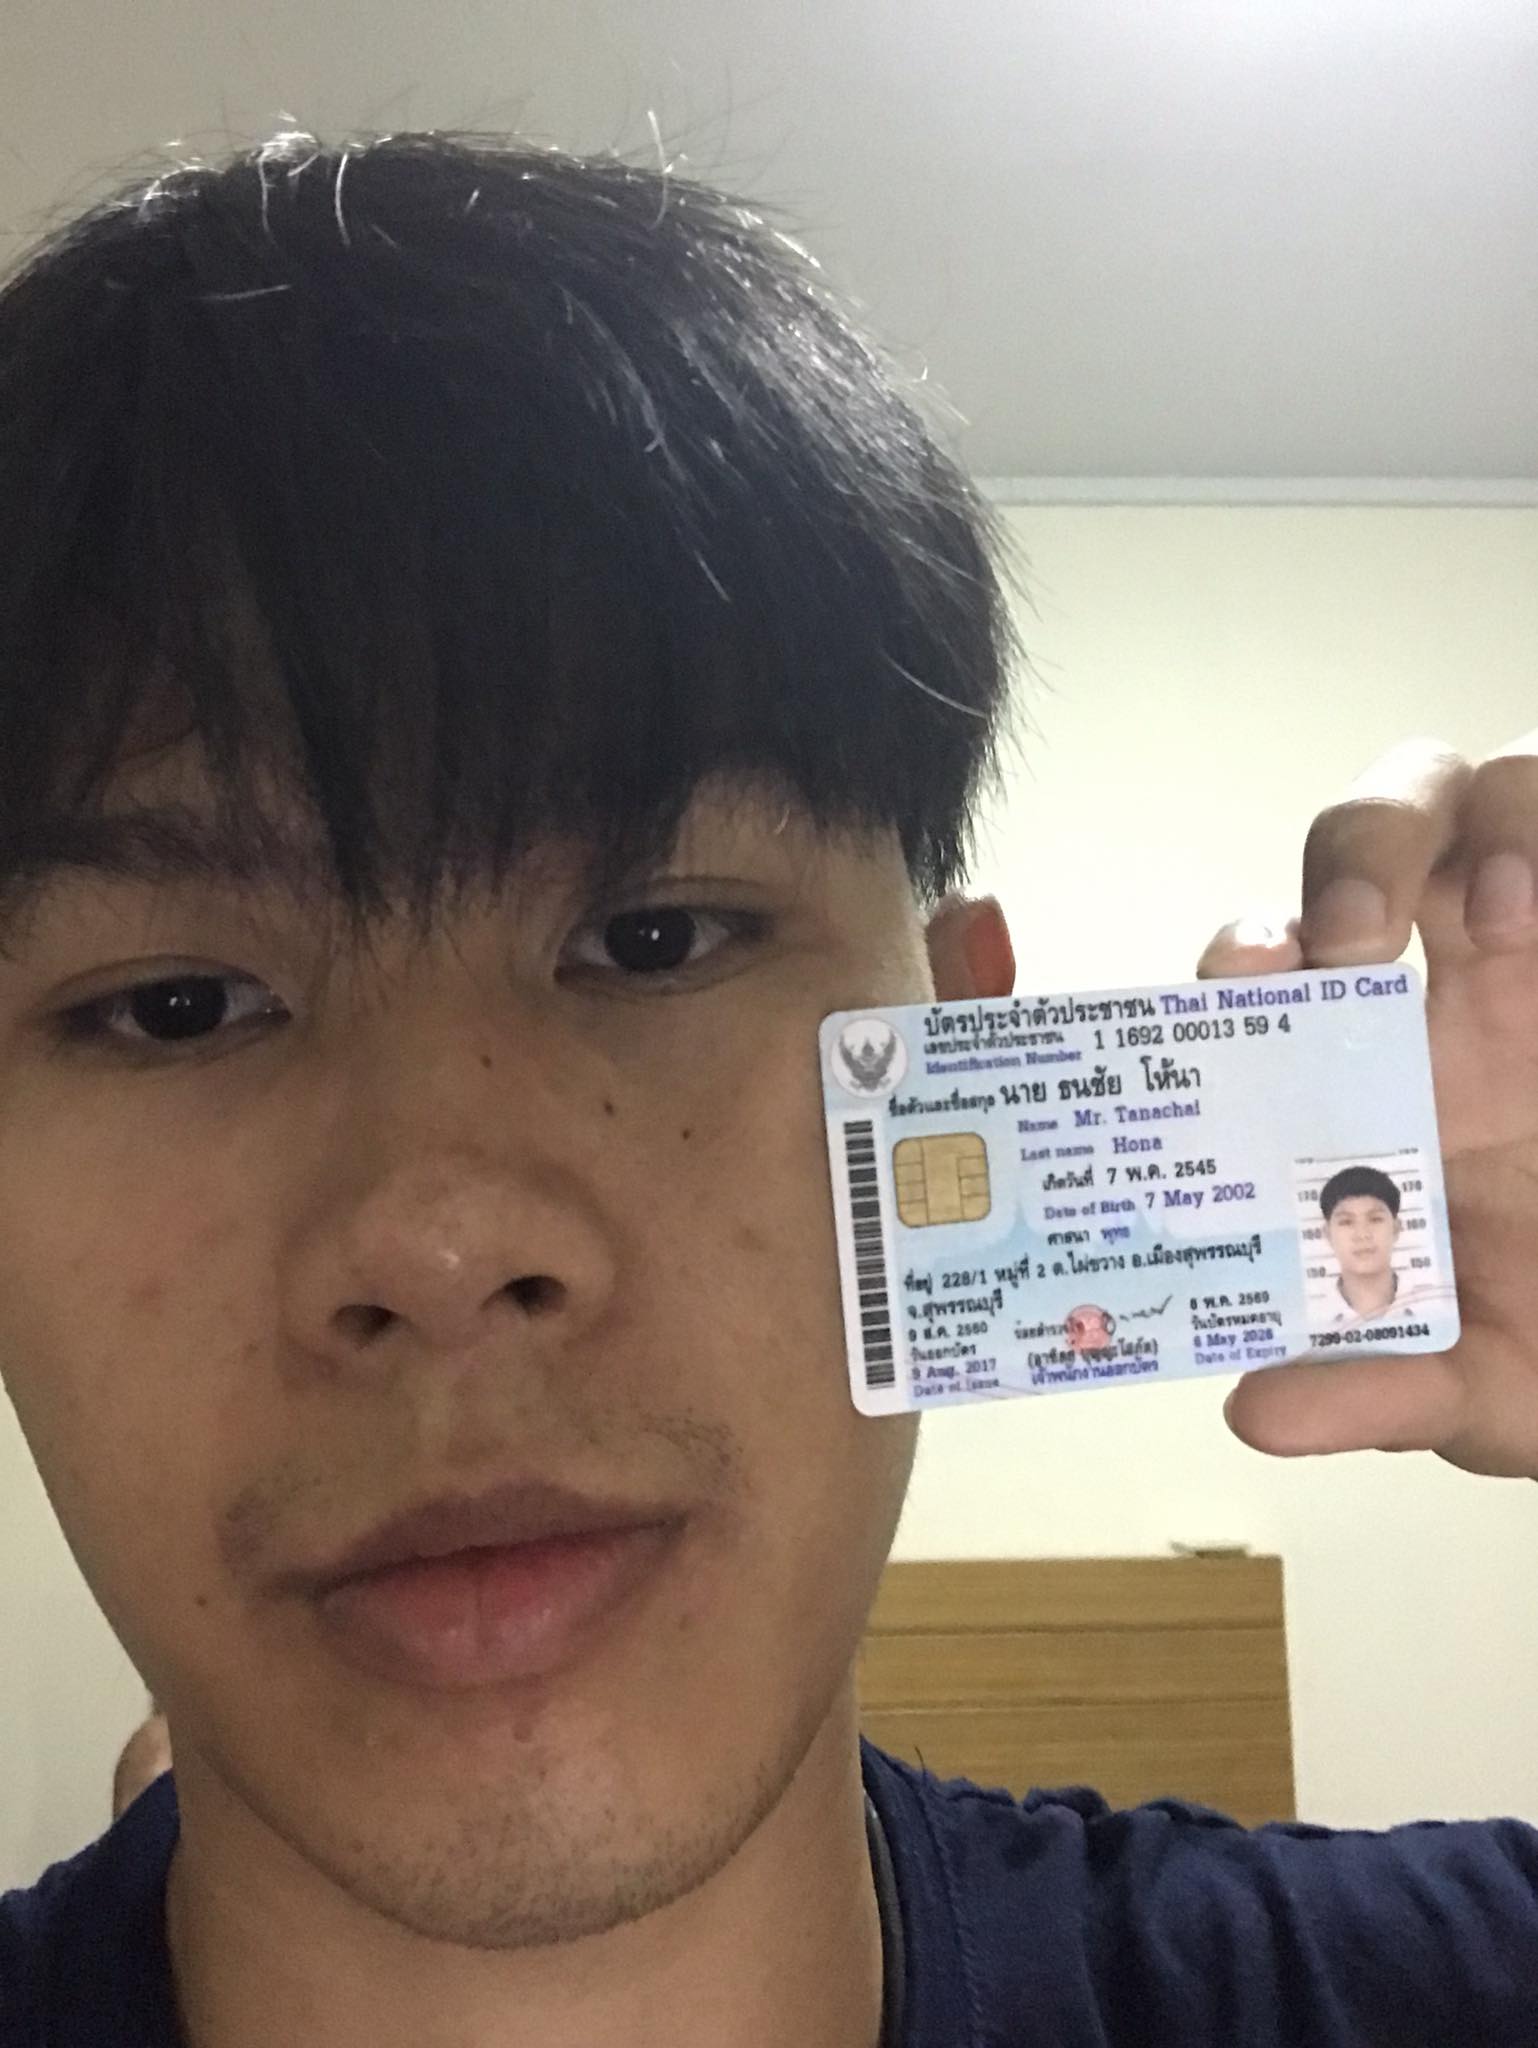 บัตรประจำตัวประชาชน Thai National ID Card
เลขประจำตัวประชาชน
Identification Number 1 1692 00013 59 4
ชื่อตัวและชื่อสกุล นาย ธนชัย โห้นา
Name Mr. Tanachai
Last name Hona
เกิดวันที่ 7 พ.ค. 2545
Date of Birth 7 May 2002
ศาสนา พุทธ
ที่อยู่ 228/1 หมู่ที่ 2 ต.ไผ่ขวาง อ.เมืองสุพรรณบุรี
จ.สุพรรณบุรี
9 ส.ค. 2560
วันออกบัตร
9 Aug. 2017
Date of Issue
เจ้าพนักงานออกบัตร
6 พ.ค. 2569
วันบัตรหมดอายุ
6 May 2026
Date of Expiry
170 170
160 160
150 150
7299-02-08091434